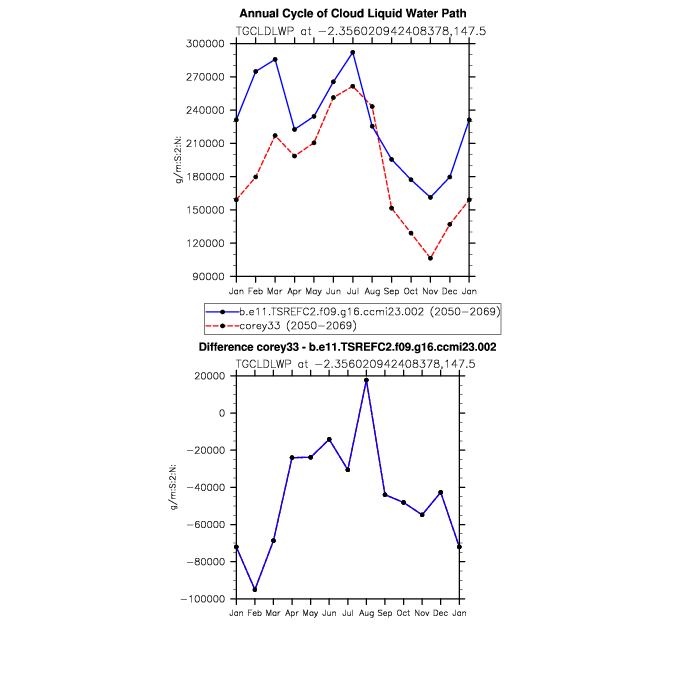 Annual Cycle of Cloud Liquid Water Path
TGCLDLWP at −2.356020942408378,147.5
300000
270000
240000
210000
180000
150000
120000
90000
g/m:S:2:N:
Jan Feb Mar Apr May Jun Jul Aug Sep Oct Nov Dec Jan
b.e11.TSREFC2.f09.g16.ccmi23.002 (2050−2069)
corey33 (2050−2069)
Difference corey33 - b.e11.TSREFC2.f09.g16.ccmi23.002
TGCLDLWP at −2.356020942408378,147.5
20000
0
−20000
−40000
−60000
−80000
−100000
g/m:S:2:N:
Jan Feb Mar Apr May Jun Jul Aug Sep Oct Nov Dec Jan